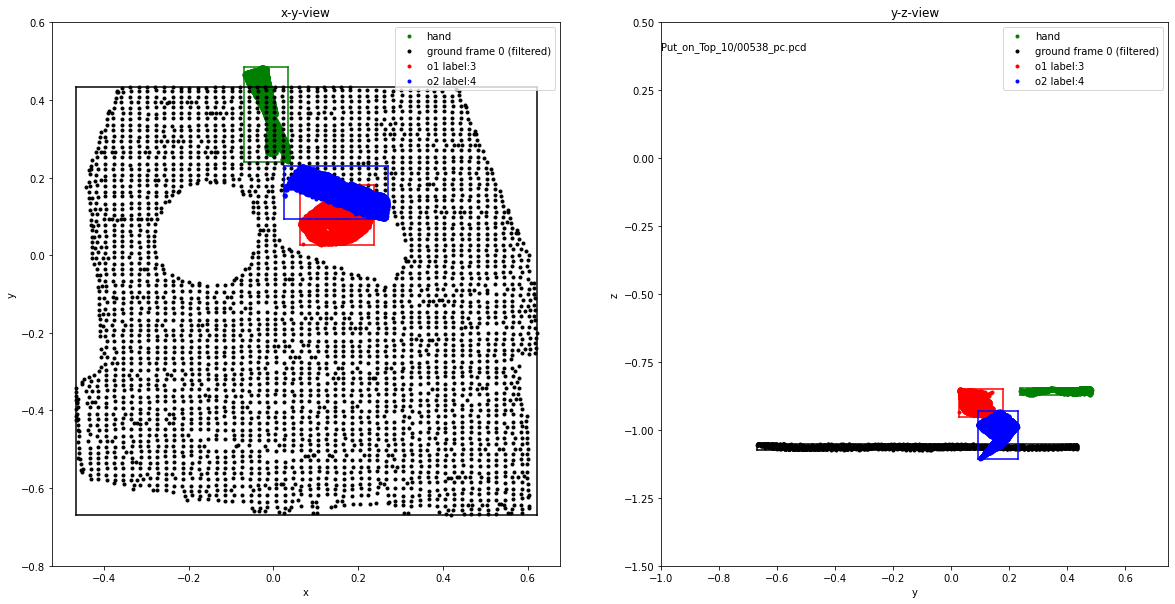 x-y-view
hand
ground frame 0 (filtered)
o1 label:3
o2 label:4
0.6
0.4
0.2
0.0
−0.2
−0.4
−0.6
−0.8
y
−0.4
−0.2
0.0
0.2
0.4
0.6
x
y-z-view
Put_on_Top_10/00538_pc.pcd
hand
ground frame 0 (filtered)
o1 label:3
o2 label:4
0.50
0.25
0.00
−0.25
−0.50
−0.75
−1.00
−1.25
−1.50
z
−1.0
−0.8
−0.6
−0.4
−0.2
0.0
0.2
0.4
0.6
y